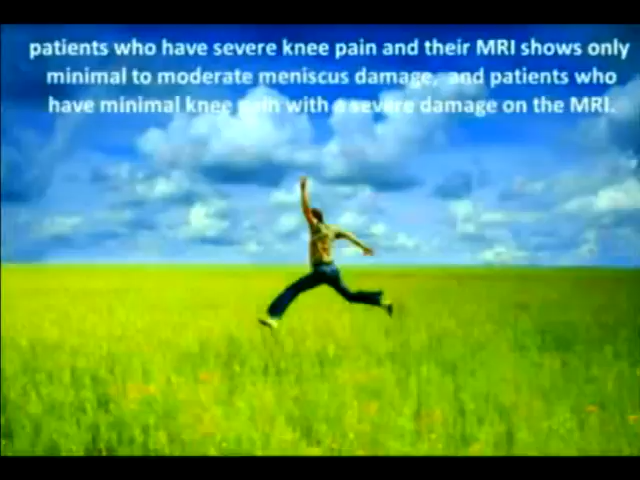 patients who have severe knee pain and their MRI shows only
minimal to moderate meniscus damage, and patients who
have minimal knee pain with a severe damage on the MRI.